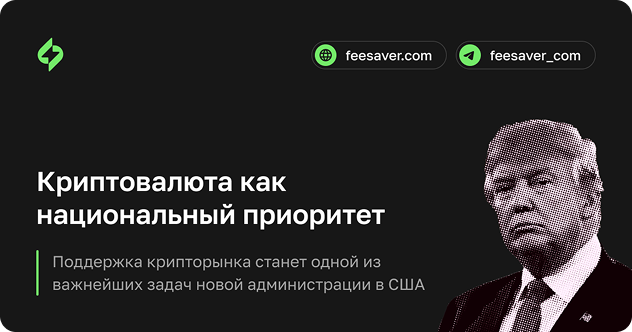 feesaver.com
feesaver_com
Криптовалюта как
национальный приоритет
Поддержка крипторынка станет одной из
важнейших задач новой администрации в США